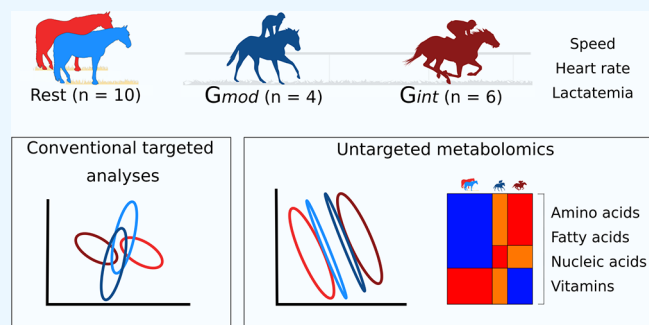 Rest (n = 10)
Gmod (n = 4)
Gint (n = 6)
Speed
Heart rate
Lactatemia
Conventional targeted
analyses
Untargeted metabolomics
Amino acids
Fatty acids
Nucleic acids
Vitamins